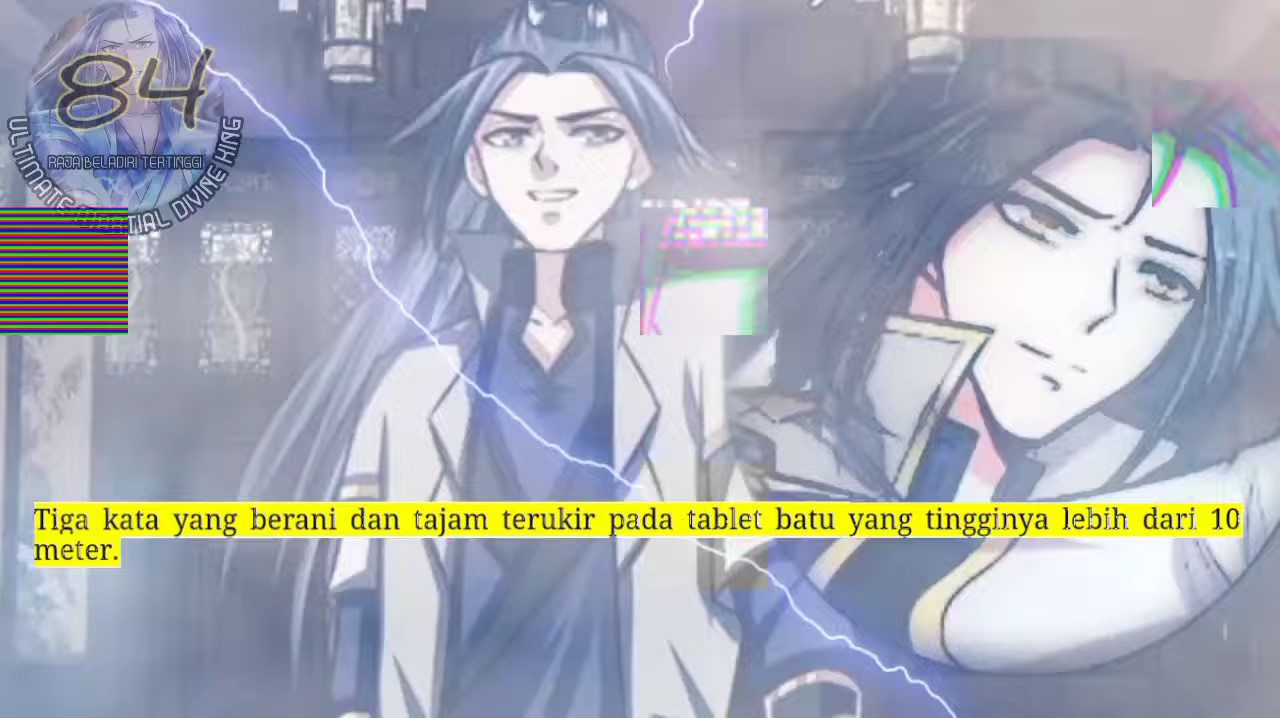 84
RAJA BELADIRI TERTINGGI
ULTIMATE MARTIAL DIVINE KING
Tiga kata yang berani dan tajam terukir pada tablet batu yang tingginya lebih dari 10
meter.